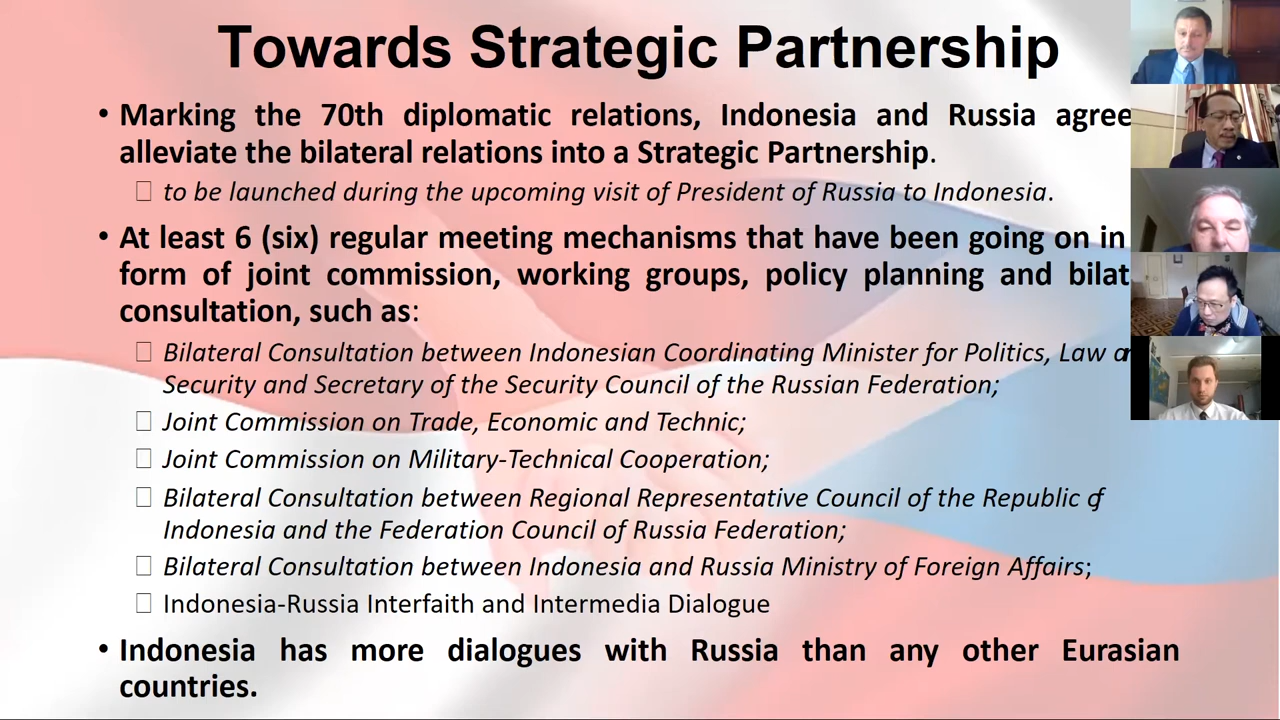 Towards Strategic Partnership
• Marking the 70th diplomatic relations, Indonesia and Russia agree
alleviate the bilateral relations into a Strategic Partnership.
□ to be launched during the upcoming visit of President of Russia to Indonesia.
• At least 6 (six) regular meeting mechanisms that have been going on in
form of joint commission, working groups, policy planning and bilat
consultation, such as:
□ Bilateral Consultation between Indonesian Coordinating Minister for Politics, Law
Security and Secretary of the Security Council of the Russian Federation;
□ Joint Commission on Trade, Economic and Technic;
□ Joint Commission on Military-Technical Cooperation;
□ Bilateral Consultation between Regional Representative Council of the Republic of
Indonesia and the Federation Council of Russia Federation;
□ Bilateral Consultation between Indonesia and Russia Ministry of Foreign Affairs;
□ Indonesia-Russia Interfaith and Intermedia Dialogue
• Indonesia has more dialogues with Russia than any other Eurasian
countries.